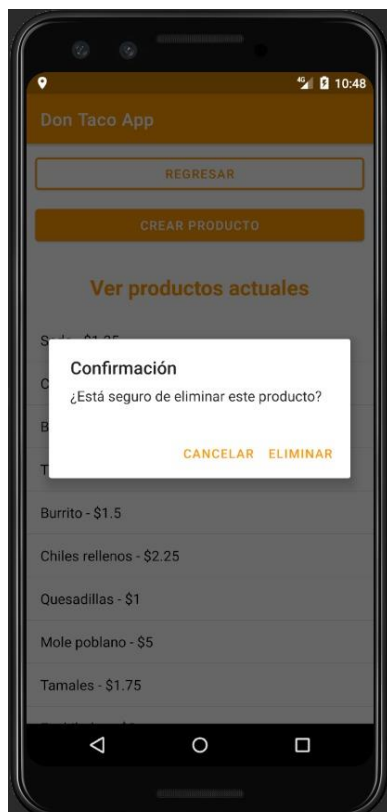 4G 10:48
Don Taco App
REGRESAR
CREAR PRODUCTO
Ver productos actuales
Confirmación
¿Está seguro de eliminar este producto?
CANCELAR ELIMINAR
Burrito - $1.5
Chiles rellenos - $2.25
Quesadillas - $1
Mole poblano - $5
Tamales - $1.75